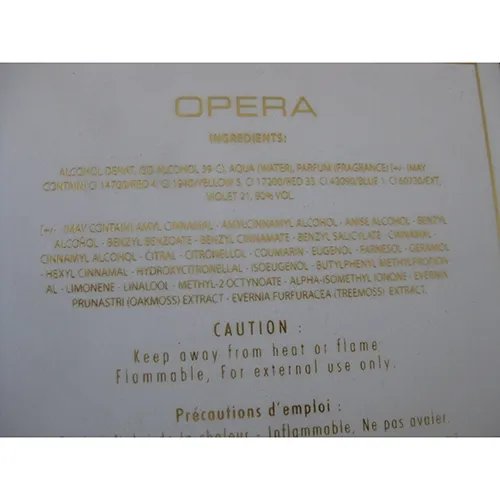 OPERA
INGREDIENTS:
ALCOHOL DENAT, (SD ALCOHOL 39-C), AQUA (WATER), PARFUM (FRAGRANCE) [+/- (MAY
CONTAIN) CI 14700/RED 4, CI 19140/YELLOW 5, CI 17200/RED 33, CI 42090/BLUE 1
VIOLET 21, 90% VOL.
[+/- (MAY CONTAIN) AMYL CINNAMAL - AMYLCINNAMYL ALCOHOL - ANISE ALCOHOL - BENZYL
ALCOHOL - BENZYL BENZOATE - BENZYL CINNAMATE - BENZYL SALICYLATE - CINNAMAL -
CINNAMYL ALCOHOL - CITRAL - CITRONELLOL - COUMARIN - EUGENOL - FARNESOL - GERANIOL
- HEXYL CINNAMAL - HYDROXYCITRONELLAL - ISOEUGENOL - BUTYLPHENYL METHYLPROPION-
AL - LIMONENE - LINALOOL - METHYL-2 OCTYNOATE - ALPHA-ISOMETHYL IONONE - EVERNIA
PRUNASTRI (OAKMOSS) EXTRACT - EVERNIA FURFURACEA (TREEMOSS) EXTRACT.
CAUTION :
Keep away from heat or flame
Flammable, For external use only.
Précautions d'emploi :
de la chaleur - Inflammable, Ne pas avaler.